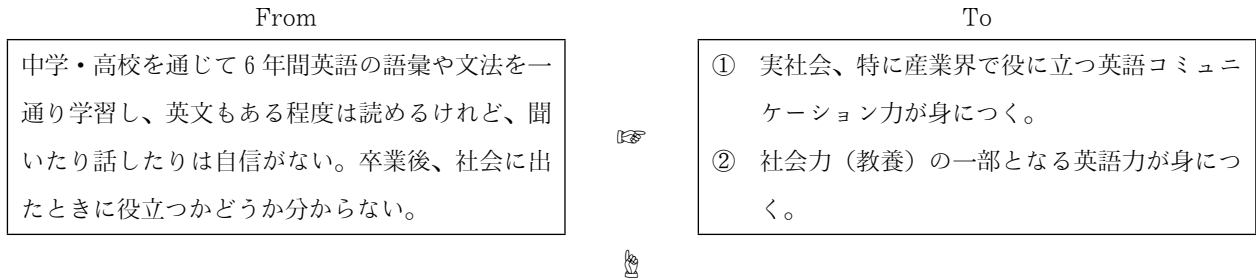 From
To
中学・高校を通じて6年間英語の語彙や文法を一
通り学習し、英文もある程度は読めるけれど、聞
いたり話したりは自信がない。卒業後、社会に出
たときに役立つかどうか分からない。
☞
① 実社会、特に産業界で役に立つ英語コミュニ
ケーション力が身につく。
② 社会力（教養）の一部となる英語力が身につ
く。
☝